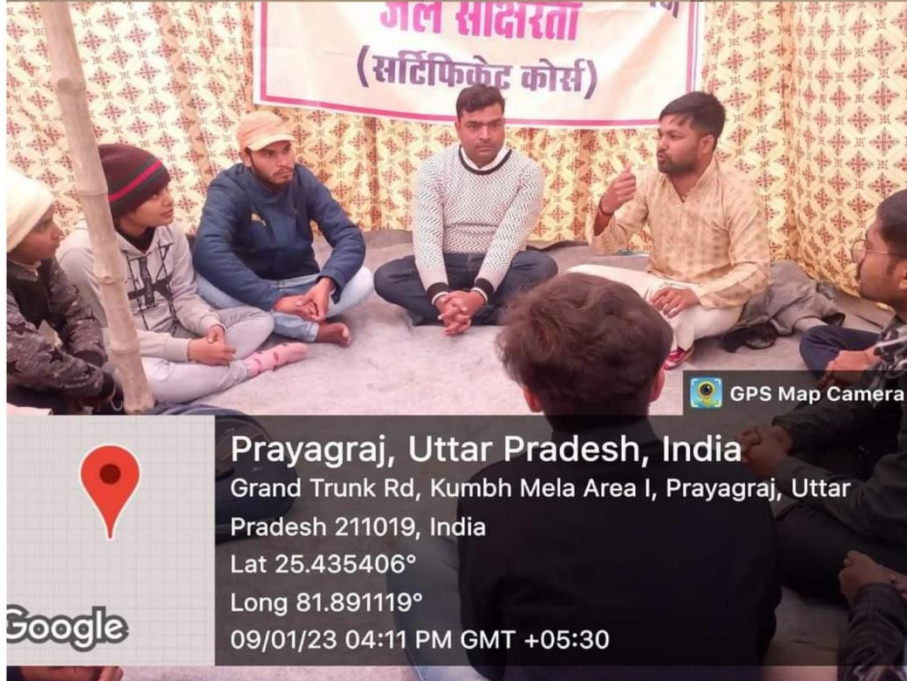 जल साक्षरता
(सर्टिफिकेट कोर्स)
GPS Map Camera
Prayagraj, Uttar Pradesh, India
Grand Trunk Rd, Kumbh Mela Area I, Prayagraj, Uttar
Pradesh 211019, India
Lat 25.435406°
Long 81.891119°
09/01/23 04:11 PM GMT +05:30
Google